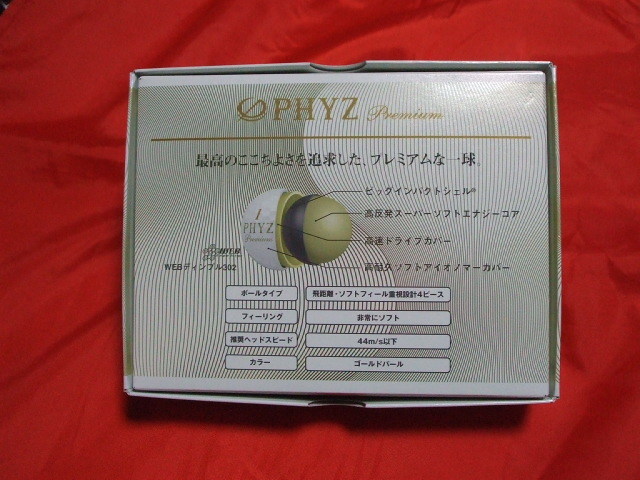 PHYZ Premium
最高のここちよさを追求した、プレミアムな一球。
ビッグインパクトシェル®
高反発スーパーソフトエナジーコア
高速ドライブカバー
高耐久ソフトアイオノマーカバー
1
PHYZ
Premium
WEB
WEBディンプル302
ボールタイプ 飛距離・ソフトフィール重視設計4ピース
フィーリング 非常にソフト
推奨ヘッドスピード 44m/s以下
カラー ゴールドパール